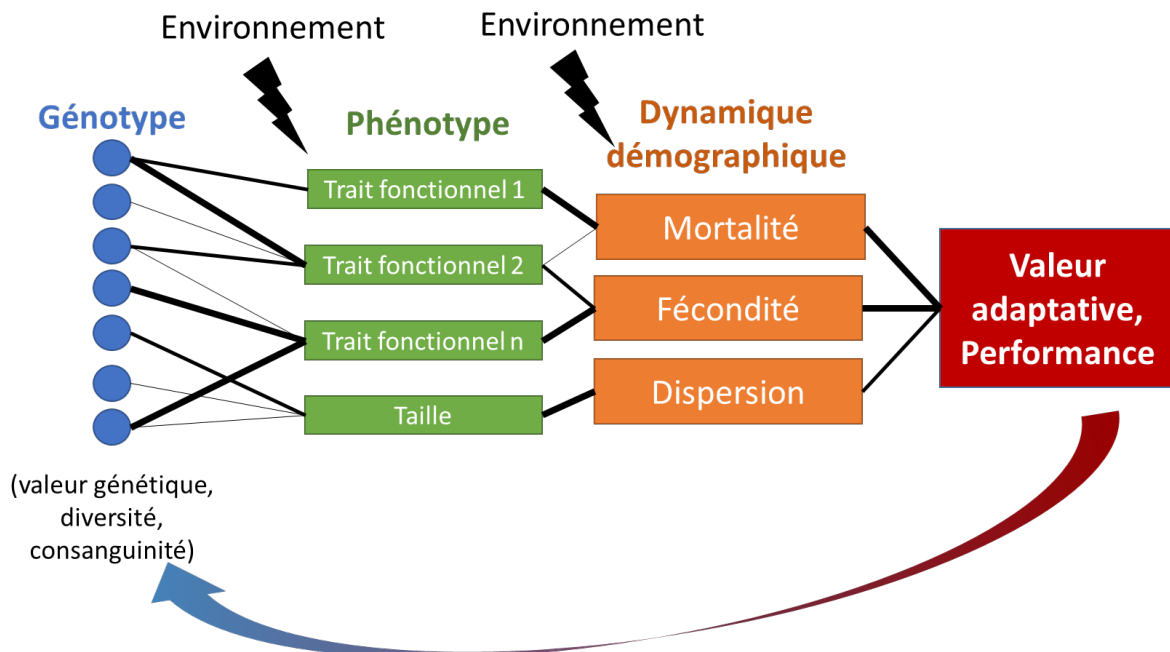 Environnement
Environnement
Génotype
Phénotype
Dynamique
démographique
Trait fonctionnel 1
Trait fonctionnel 2
Trait fonctionnel n
Taille
Mortalité
Fécondité
Dispersion
Valeur
adaptative,
Performance
(valeur génétique,
diversité,
consanguinité)